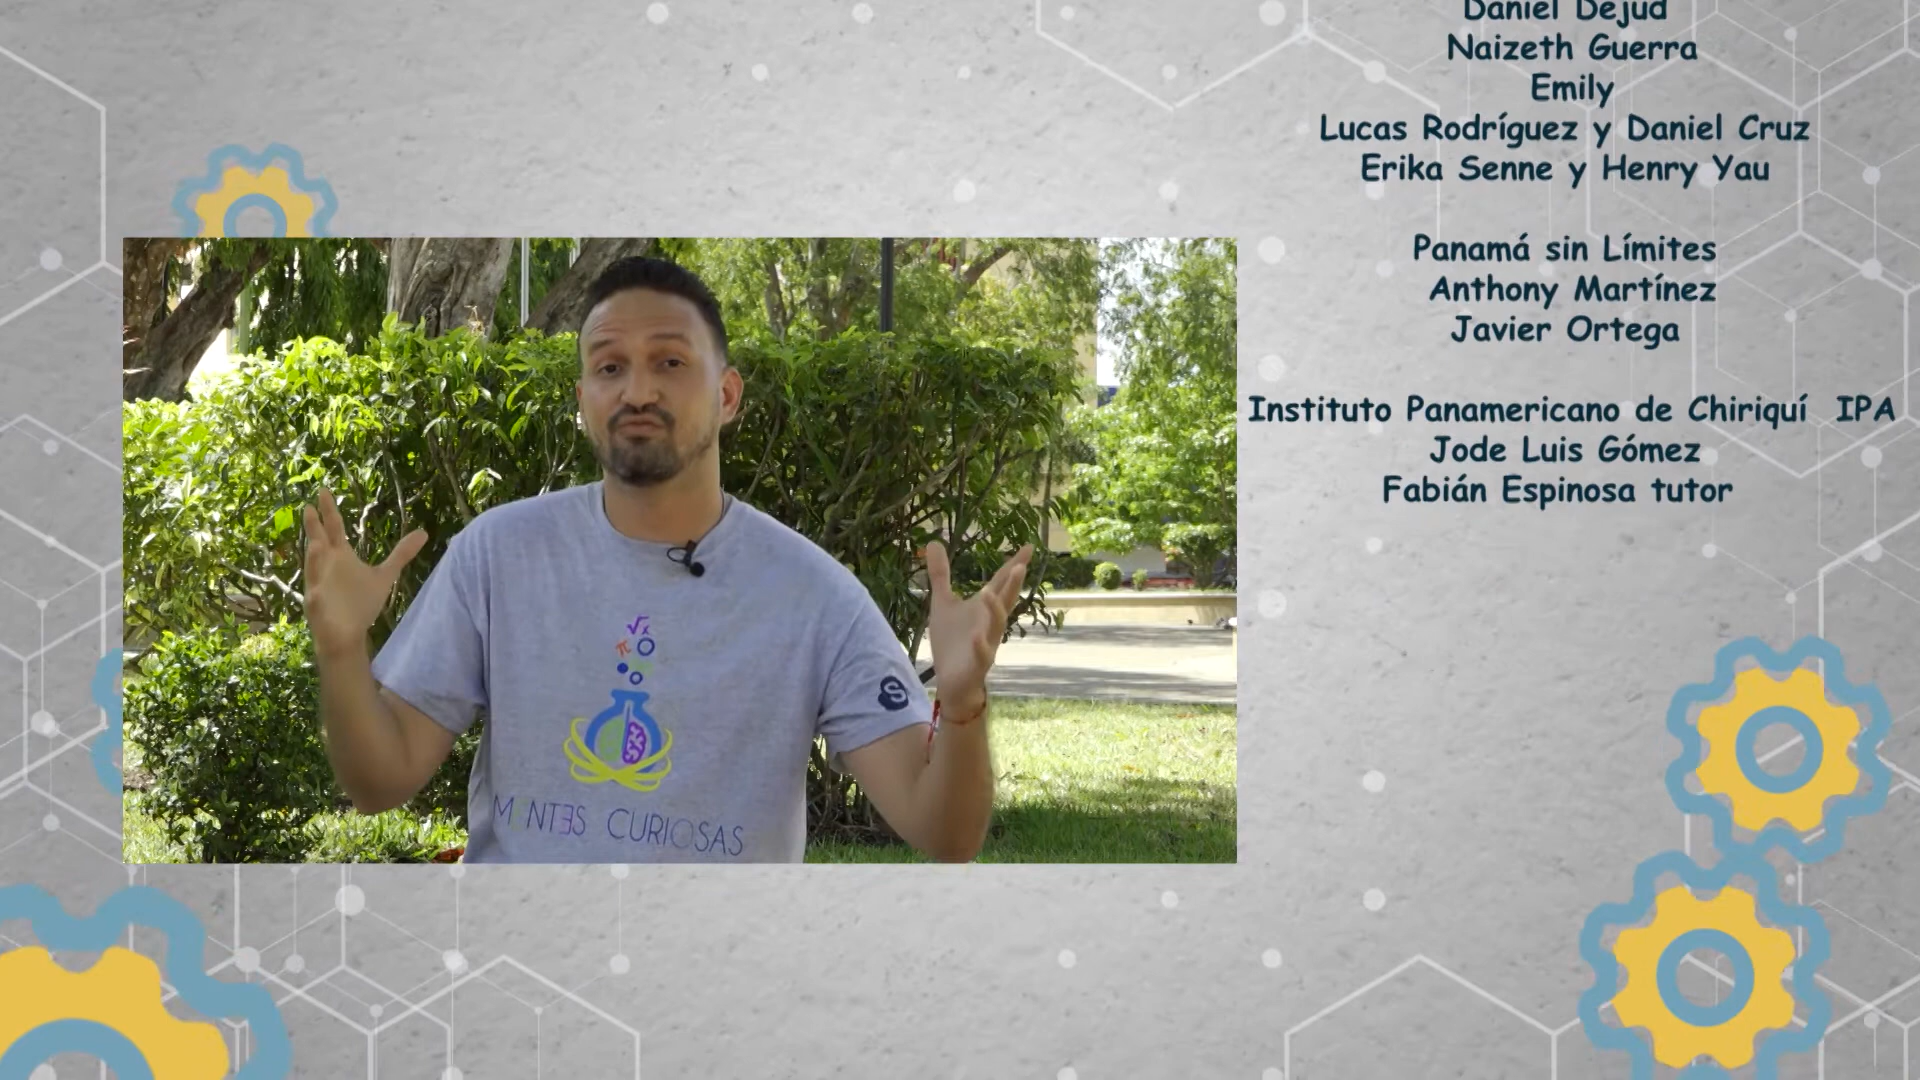 Daniel Dejud
Naizeth Guerra
Emily
Lucas Rodríguez y Daniel Cruz
Erika Senne y Henry Yau
Panamá sin Límites
Anthony Martínez
Javier Ortega
Instituto Panamericano de Chiriquí IPA
Jode Luis Gómez
Fabián Espinosa tutor
√x
π
S
MENTƎS CURIOSAS